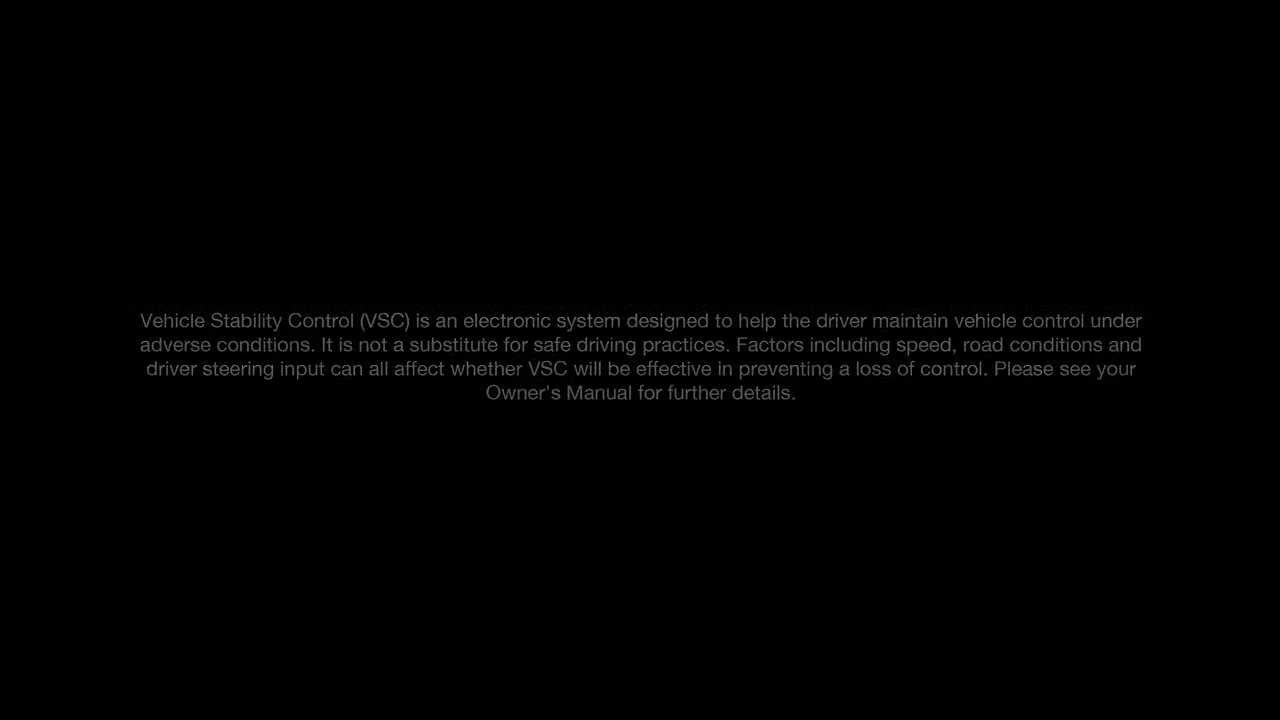 Vehicle Stability Control (VSC) is an electronic system designed to help the driver maintain vehicle control under
adverse conditions. It is not a substitute for safe driving practices. Factors including speed, road conditions and
driver steering input can all affect whether VSC will be effective in preventing a loss of control. Please see your
Owner's Manual for further details.